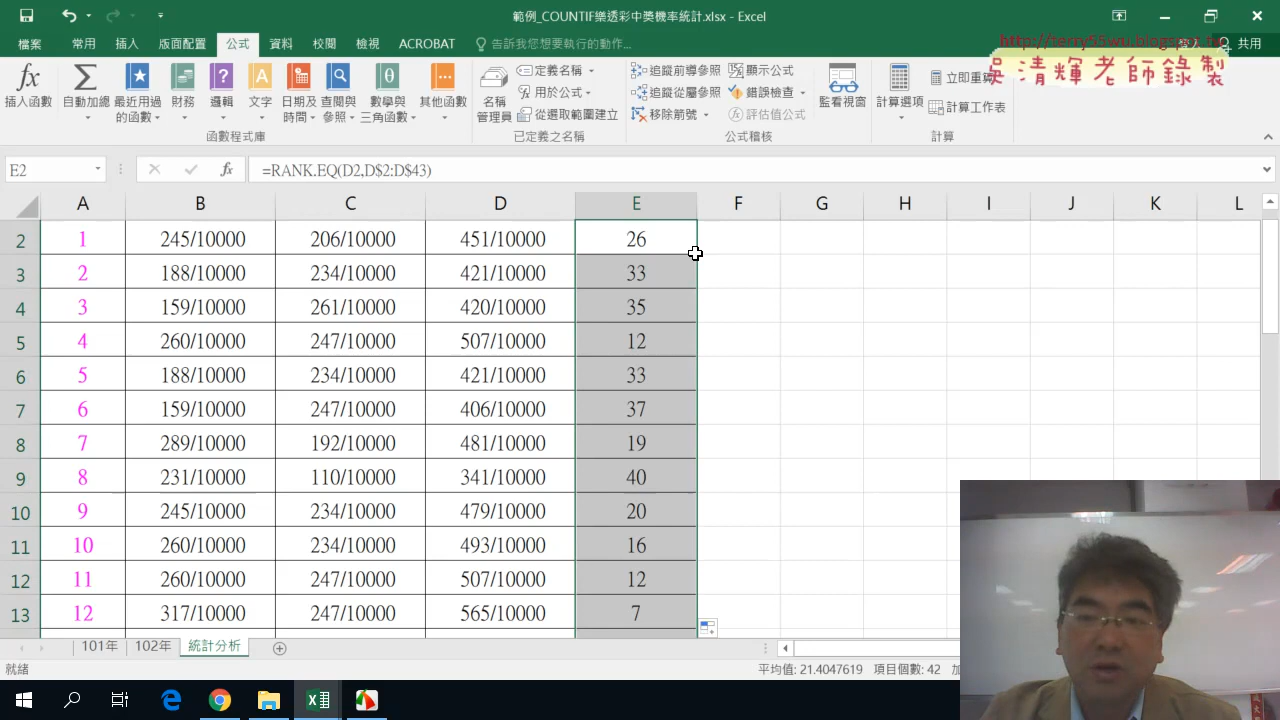 範例_COUNTIF樂透彩中獎機率統計.xlsx - Excel
檔案 常用 插入 版面配置 公式 資料 校閱 檢視 ACROBAT 告訴我您想要執行的動作... 登入 共用
http://terry55wu.blogspot.tw
吳清輝老師錄製
fx Σ 定義名稱 追蹤前導參照 顯示公式 立即重算
插入函數 自動加總 最近用過的函數 財務 邏輯 文字 日期及時間 查閱與參照 數學與三角函數 其他函數 名稱管理員 用於公式 追蹤從屬參照 錯誤檢查 監看視窗 計算選項 計算工作表
從選取範圍建立 移除箭號 評估值公式
函數程式庫 已定義之名稱 公式稽核 計算
E2 fx =RANK.EQ(D2,D$2:D$43)
A B C D E F G H I J K L
2 1 245/10000 206/10000 451/10000 26
3 2 188/10000 234/10000 421/10000 33
4 3 159/10000 261/10000 420/10000 35
5 4 260/10000 247/10000 507/10000 12
6 5 188/10000 234/10000 421/10000 33
7 6 159/10000 247/10000 406/10000 37
8 7 289/10000 192/10000 481/10000 19
9 8 231/10000 110/10000 341/10000 40
10 9 245/10000 234/10000 479/10000 20
11 10 260/10000 234/10000 493/10000 16
12 11 260/10000 247/10000 507/10000 12
13 12 317/10000 247/10000 565/10000 7
101年 102年 統計分析
就緒 平均值: 21.4047619 項目個數: 42